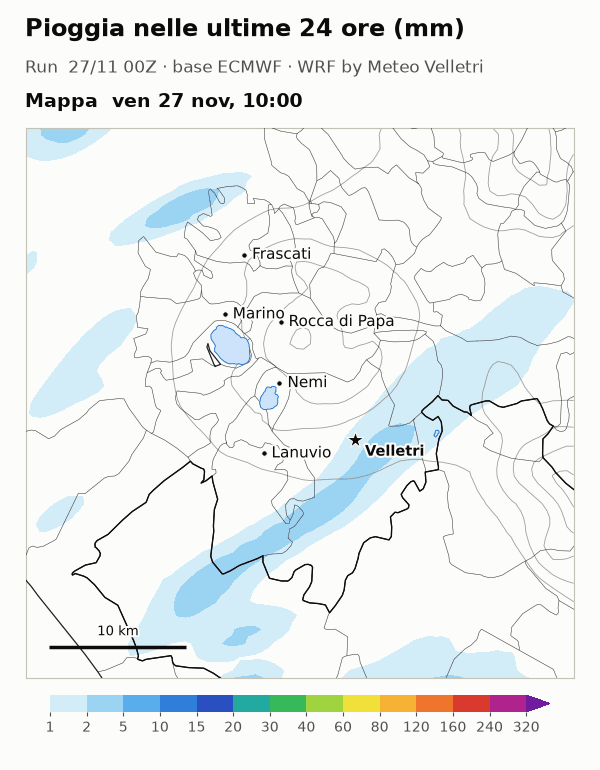 Pioggia nelle ultime 24 ore (mm)
Run  27/11 00Z · base ECMWF · WRF by Meteo Velletri
Mappa  ven 27 nov, 10:00
Frascati
Marino
Rocca di Papa
Nemi
Velletri
Lanuvio
10 km
1 2 5 10 15 20 30 40 60 80 120 160 240 320